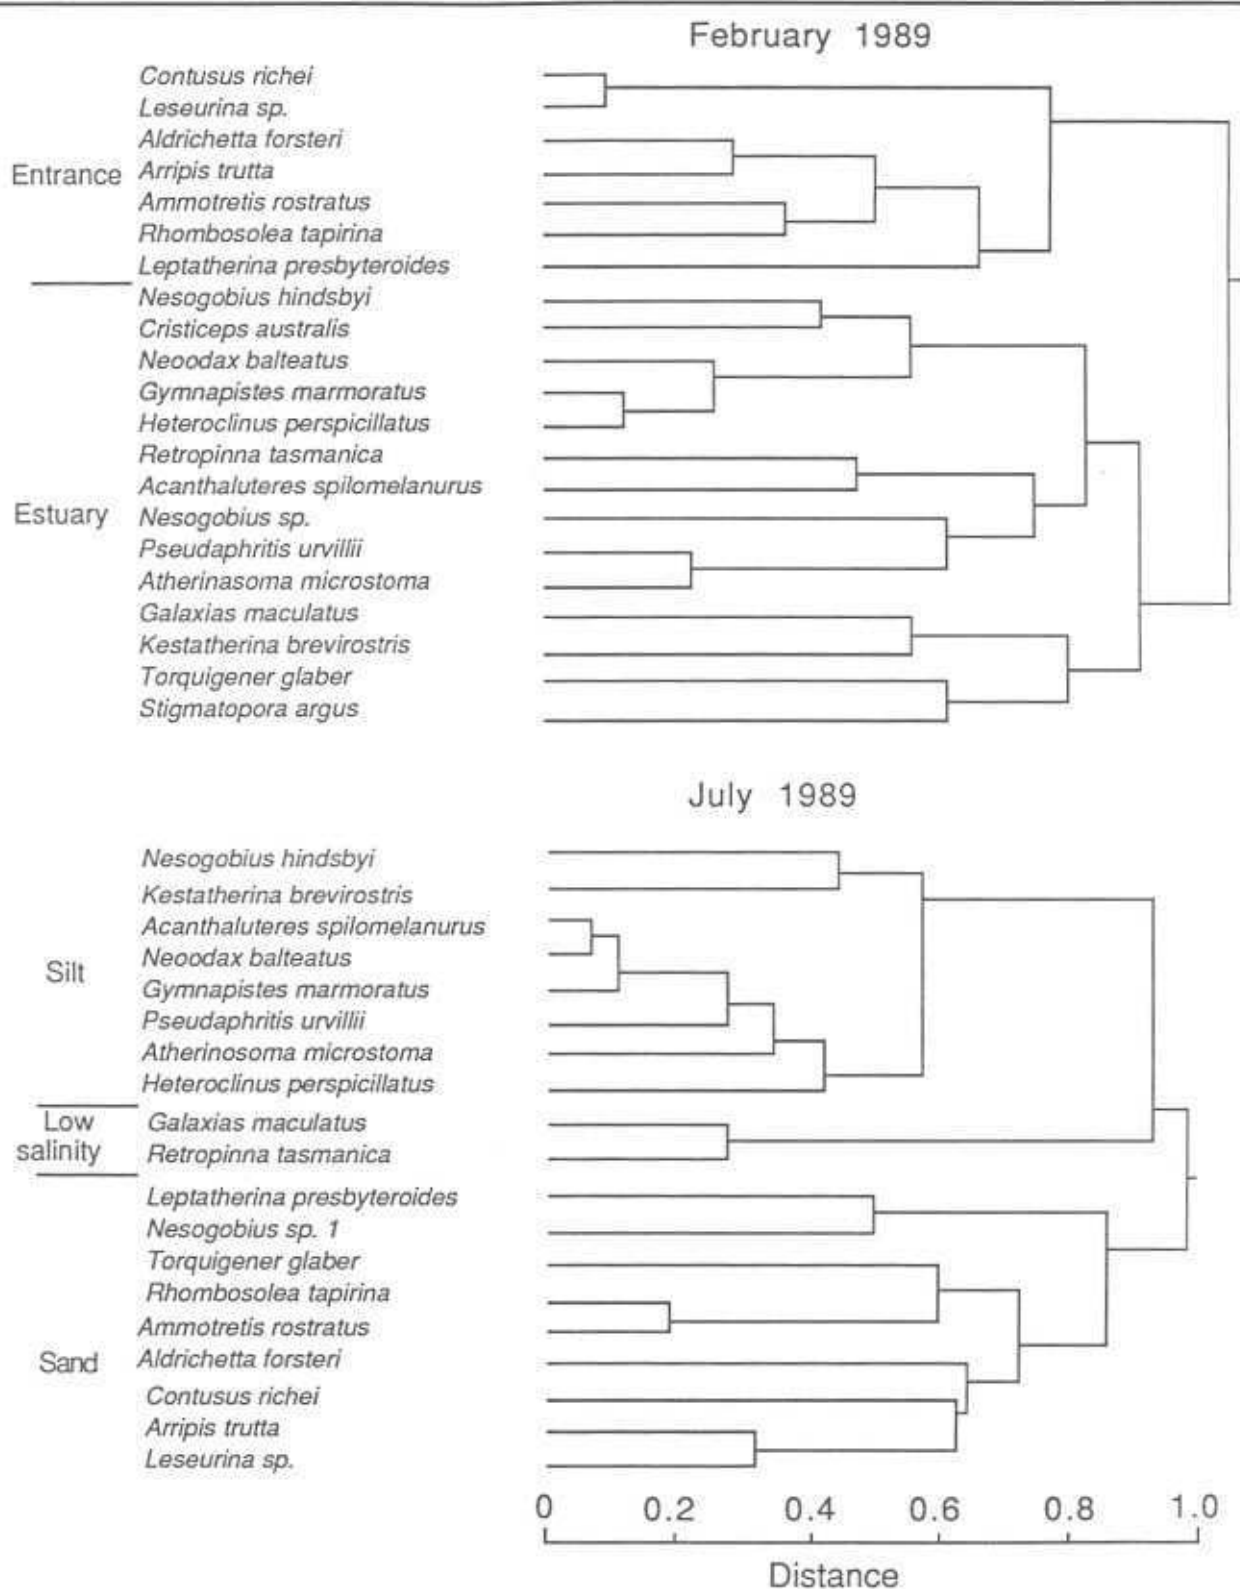 February 1989
Contusus richei
Leseurina sp.
Aldrichetta forsteri
Entrance
Arripis trutta
Ammotretis rostratus
Rhombosolea tapirina
Leptatherina presbyteroides
Nesogobius hindsbyi
Cristiceps australis
Neoodax balteatus
Gymnapistes marmoratus
Heteroclinus perspicillatus
Retropinna tasmanica
Acanthaluteres spilomelanurus
Estuary
Nesogobius sp.
Pseudaphritis urvillii
Atherinasoma microstoma
Galaxias maculatus
Kestatherina brevirostris
Torquigener glaber
Stigmatopora argus
July 1989
Nesogobius hindsbyi
Kestatherina brevirostris
Acanthaluteres spilomelanurus
Neoodax balteatus
Silt
Gymnapistes marmoratus
Pseudaphritis urvillii
Atherinosoma microstoma
Heteroclinus perspicillatus
Low
salinity
Galaxias maculatus
Retropinna tasmanica
Leptatherina presbyteroides
Nesogobius sp. 1
Torquigener glaber
Rhombosolea tapirina
Ammotretis rostratus
Sand
Aldrichetta forsteri
Contusus richei
Arripis trutta
Leseurina sp.
0 0.2 0.4 0.6 0.8 1.0
Distance